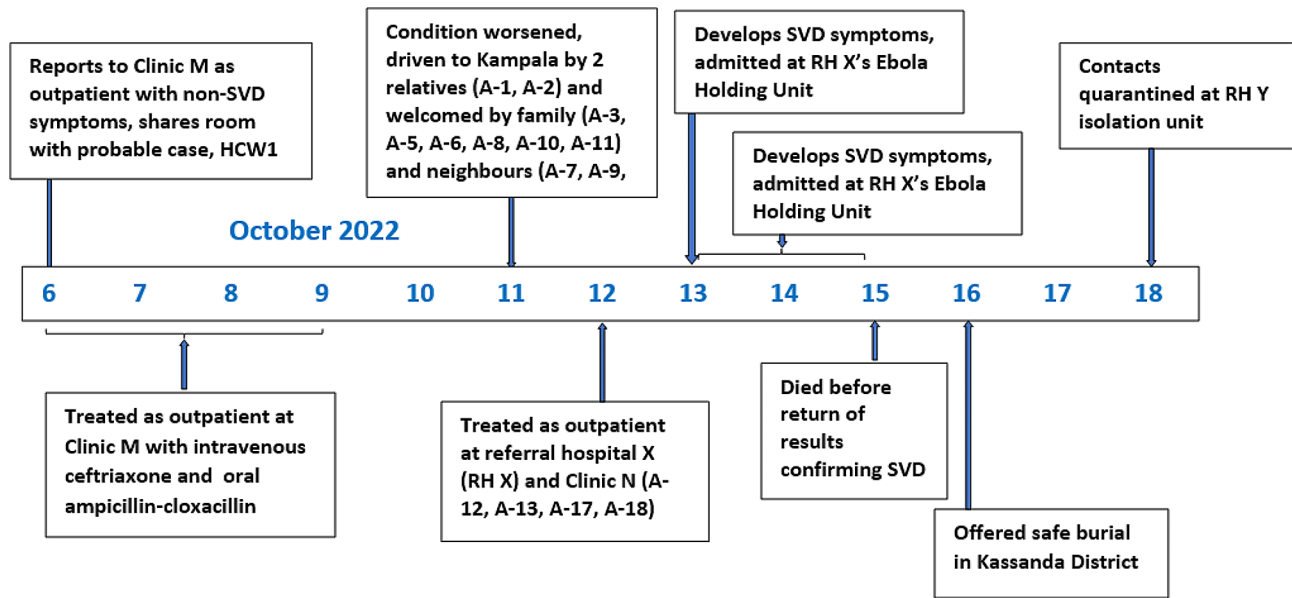 Reports to Clinic M as
outpatient with non-SVD
symptoms, shares room
with probable case, HCW1
Condition worsened,
driven to Kampala by 2
relatives (A-1, A-2) and
welcomed by family (A-3,
A-5, A-6, A-8, A-10, A-11)
and neighbours (A-7, A-9,
Develops SVD symptoms,
admitted at RH X’s Ebola
Holding Unit
Develops SVD symptoms,
admitted at RH X’s Ebola
Holding Unit
Contacts
quarantined at RH Y
isolation unit
October 2022
6 7 8 9 10 11 12 13 14 15 16 17 18
Treated as outpatient at
Clinic M with intravenous
ceftriaxone and oral
ampicillin-cloxacillin
Treated as outpatient
at referral hospital X
(RH X) and Clinic N (A-
12, A-13, A-17, A-18)
Died before
return of
results
confirming SVD
Offered safe burial
in Kassanda District